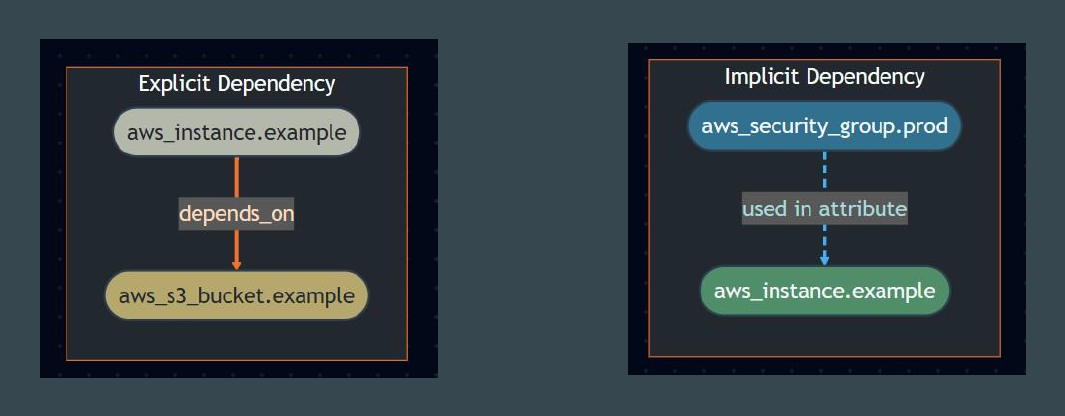 Explicit Dependency
aws_instance.example
depends_on
aws_s3_bucket.example
Implicit Dependency
aws_security_group.prod
used in attribute
aws_instance.example